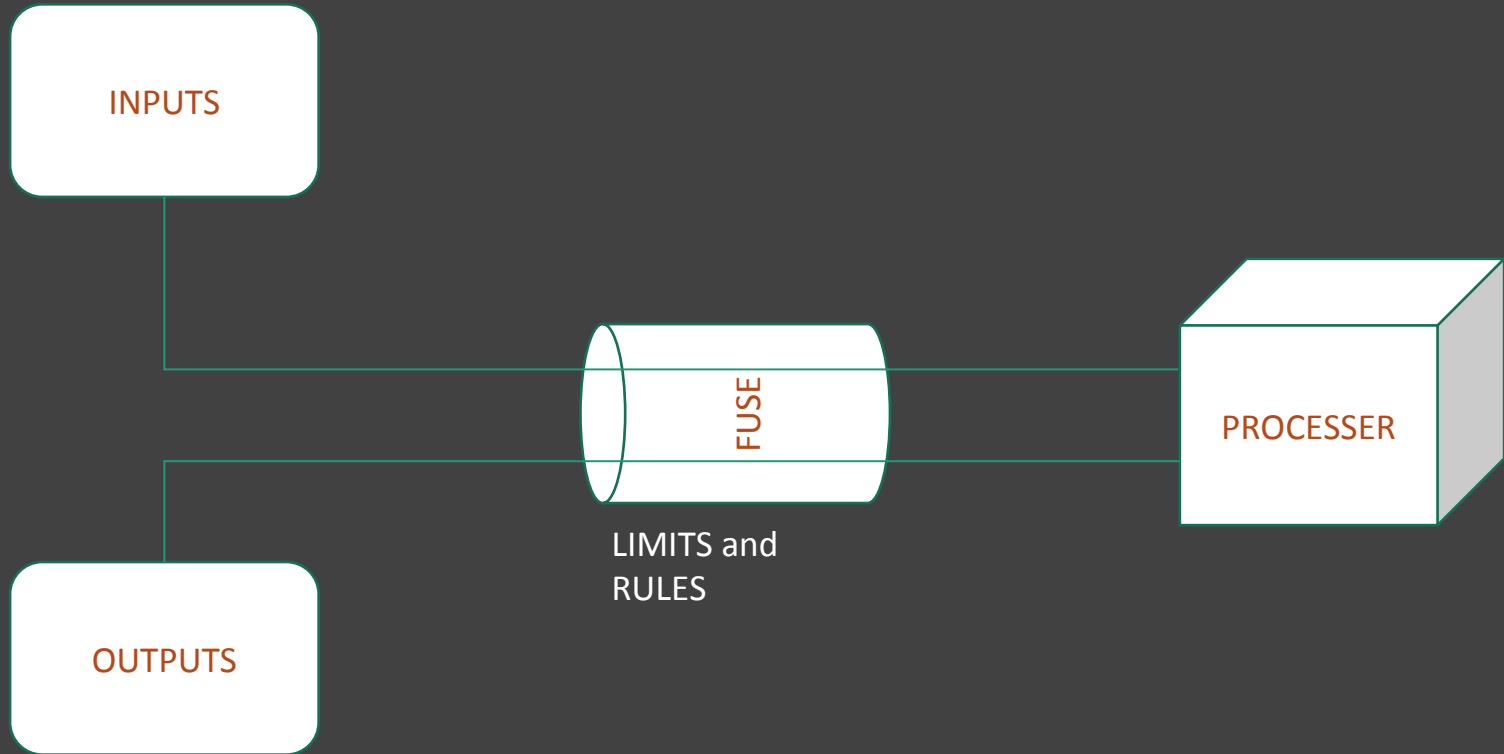 INPUTS
FUSE
PROCESSER
LIMITS and
RULES
OUTPUTS